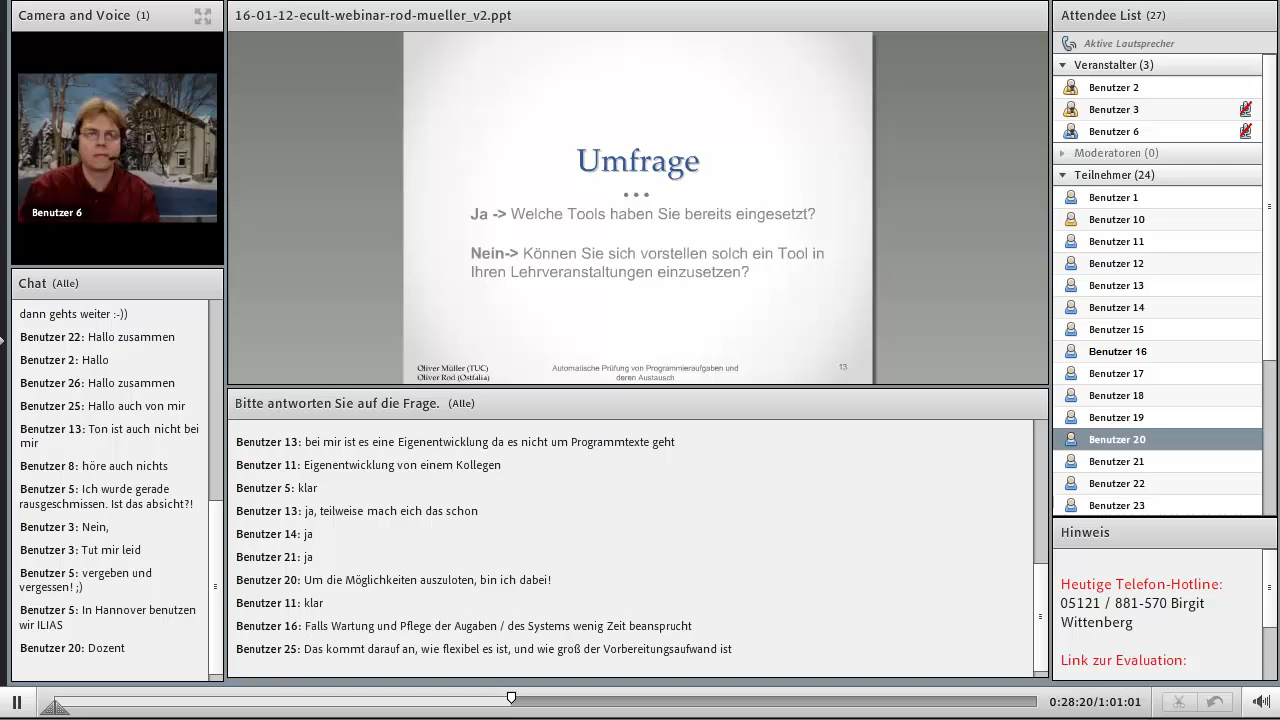 Camera and Voice (1)
Benutzer 6
Chat (Alle)
dann gehts weiter :-))
Benutzer 22: Hallo zusammen
Benutzer 2: Hallo
Benutzer 26: Hallo zusammen
Benutzer 25: Hallo auch von mir
Benutzer 13: Ton ist auch nicht bei
mir
Benutzer 8: höre auch nichts
Benutzer 5: Ich wurde gerade
rausgeschmissen. Ist das absicht?!
Benutzer 3: Nein,
Benutzer 3: Tut mir leid
Benutzer 5: vergeben und
vergessen! ;)
Benutzer 5: In Hannover benutzen
wir ILIAS
Benutzer 20: Dozent
16-01-12-ecult-webinar-rod-mueller_v2.ppt
Umfrage
Ja -> Welche Tools haben Sie bereits eingesetzt?
Nein-> Können Sie sich vorstellen solch ein Tool in
Ihren Lehrveranstaltungen einzusetzen?
Oliver Müller (TUC)
Oliver Rod (Ostfalia)
Automatische Prüfung von Programmieraufgaben und
deren Austausch
13
Bitte antworten Sie auf die Frage. (Alle)
Benutzer 13: bei mir ist es eine Eigenentwicklung da es nicht um Programmtexte geht
Benutzer 11: Eigenentwicklung von einem Kollegen
Benutzer 5: klar
Benutzer 13: ja, teilweise mach eich das schon
Benutzer 14: ja
Benutzer 21: ja
Benutzer 20: Um die Möglichkeiten auszuloten, bin ich dabei!
Benutzer 11: klar
Benutzer 16: Falls Wartung und Pflege der Augaben / des Systems wenig Zeit beansprucht
Benutzer 25: Das kommt darauf an, wie flexibel es ist, und wie groß der Vorbereitungsaufwand ist
Attendee List (27)
Aktive Lautsprecher
Veranstalter (3)
Benutzer 2
Benutzer 3
Benutzer 6
Moderatoren (0)
Teilnehmer (24)
Benutzer 1
Benutzer 10
Benutzer 11
Benutzer 12
Benutzer 13
Benutzer 14
Benutzer 15
Benutzer 16
Benutzer 17
Benutzer 18
Benutzer 19
Benutzer 20
Benutzer 21
Benutzer 22
Benutzer 23
Hinweis
Heutige Telefon-Hotline:
05121 / 881-570 Birgit
Wittenberg
Link zur Evaluation:
0:28:20/1:01:01